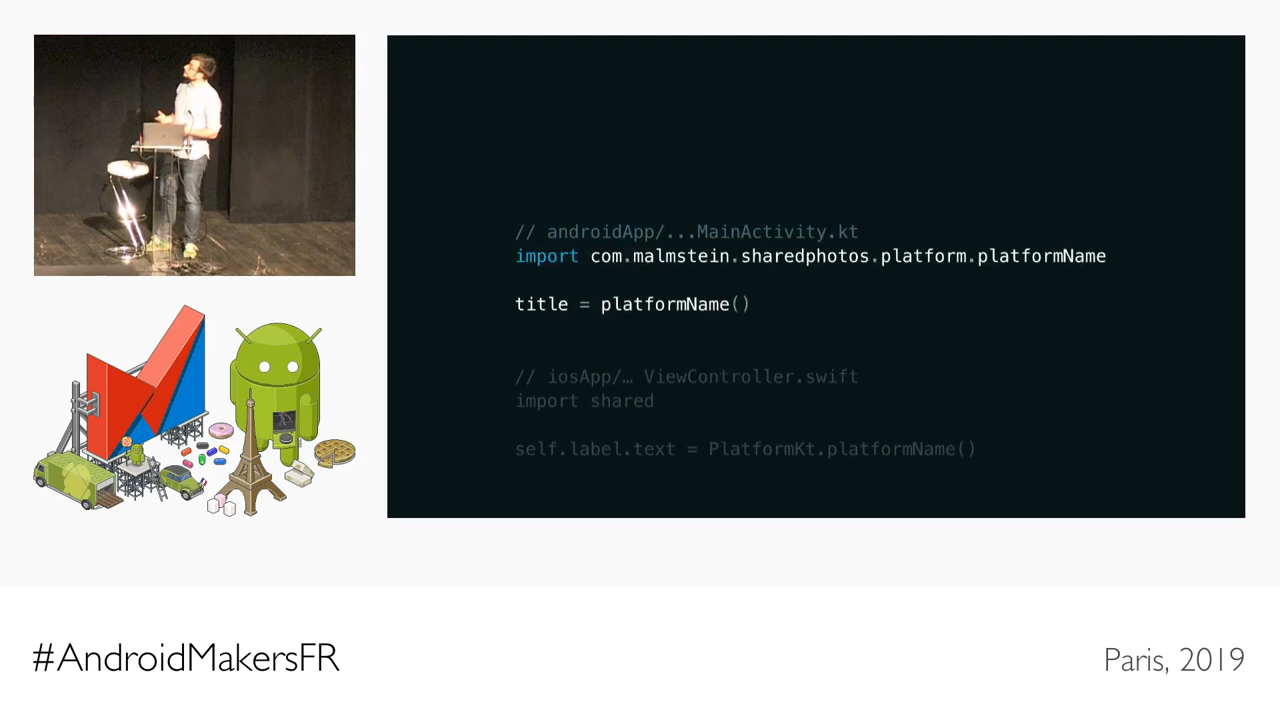 // androidApp/...MainActivity.kt
import com.malmstein.sharedphotos.platform.platformName
title = platformName()
// iosApp/… ViewController.swift
import shared
self.label.text = PlatformKt.platformName()
#AndroidMakersFR
Paris, 2019